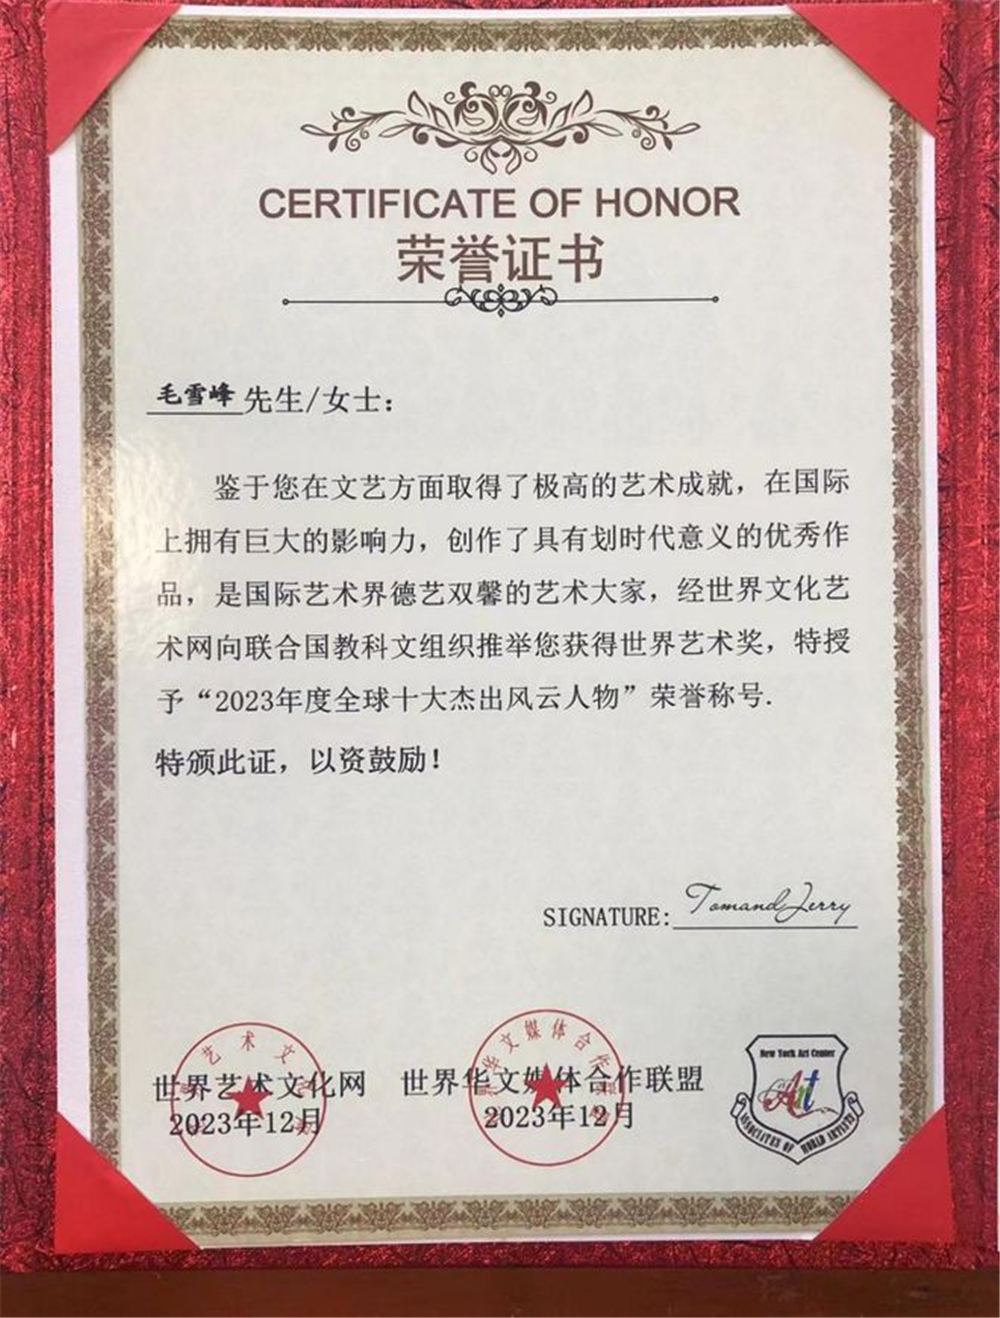 CERTIFICATE OF HONOR
荣誉证书
毛雪峰 先生/女士：
鉴于您在文艺方面取得了极高的艺术成就，在国际
上拥有巨大的影响力，创作了具有划时代意义的优秀作
品，是国际艺术界德艺双馨的艺术大家，经世界文化艺
术网向联合国教科文组织推举您获得世界艺术奖，特授
予“2023年度全球十大杰出风云人物”荣誉称号.
特颁此证，以资鼓励！
SIGNATURE: TomandJerry
世界艺术文化网
2023年12月
世界华文媒体合作联盟
2023年12月
New York Art Center
Art
ASSOCIATES OF WORLD ARTISTS